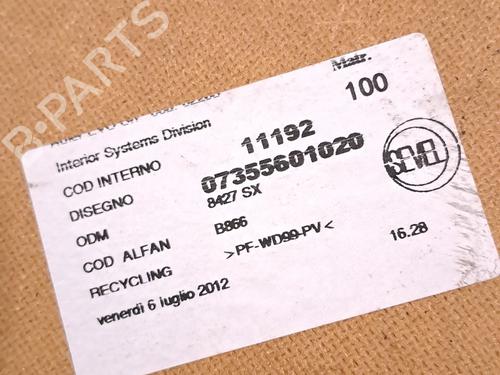 B-PARTS
Matr.
100
Interior Systems Division
COD INTERNO 11192
DISEGNO 07355601020
ODM 8427 SX
COD ALFAN B866
RECYCLING >PF-WD99-PV<
SEVEL
venerdì 6 luglio 2012 16.28